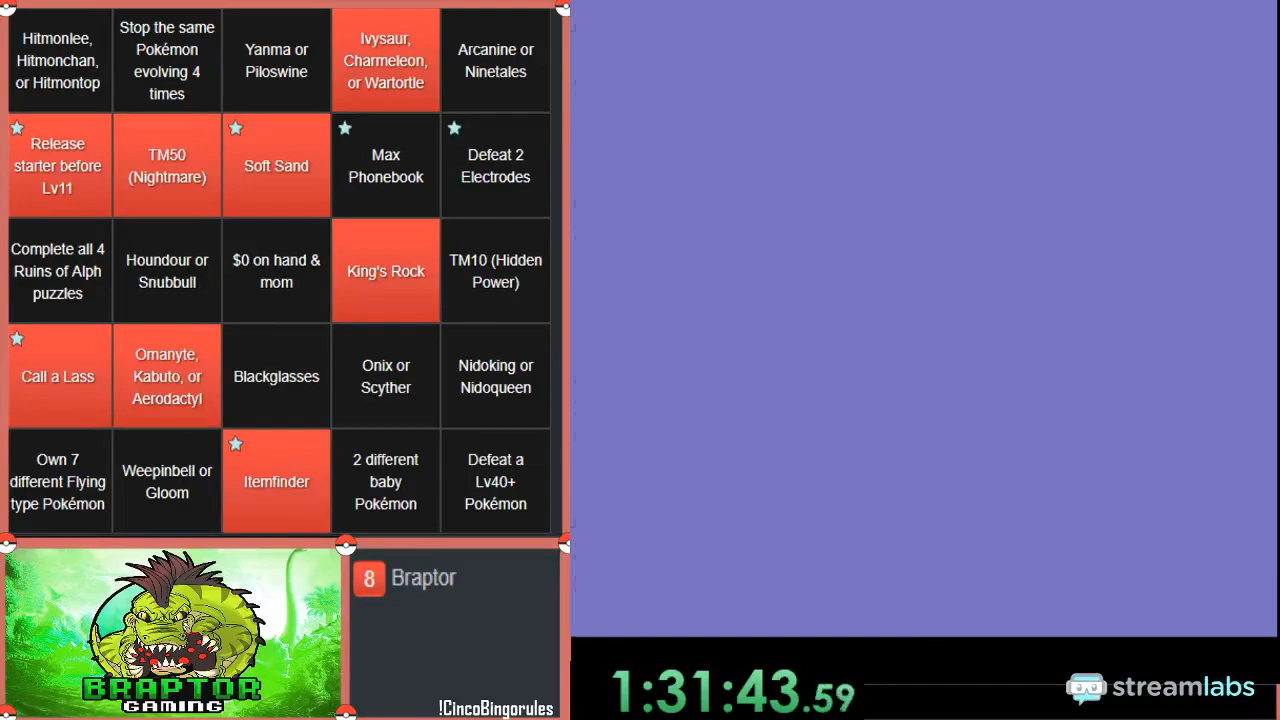 Hitmonlee,
Hitmonchan,
or Hitmontop
Stop the same
Pokémon
evolving 4
times
Yanma or
Piloswine
Ivysaur,
Charmeleon,
or Wartortle
Arcanine or
Ninetales
Release
starter before
Lv11
TM50
(Nightmare)
Soft Sand
Max
Phonebook
Defeat 2
Electrodes
Complete all 4
Ruins of Alph
puzzles
Houndour or
Snubbull
$0 on hand &
mom
King's Rock
TM10 (Hidden
Power)
Call a Lass
Omanyte,
Kabuto, or
Aerodactyl
Blackglasses
Onix or
Scyther
Nidoking or
Nidoqueen
Own 7
different Flying
type Pokémon
Weepinbell or
Gloom
Itemfinder
2 different
baby
Pokémon
Defeat a
Lv40+
Pokémon
BRAPTOR
GAMING
8 Braptor
!CincoBingorules
1:31:43.59
streamlabs